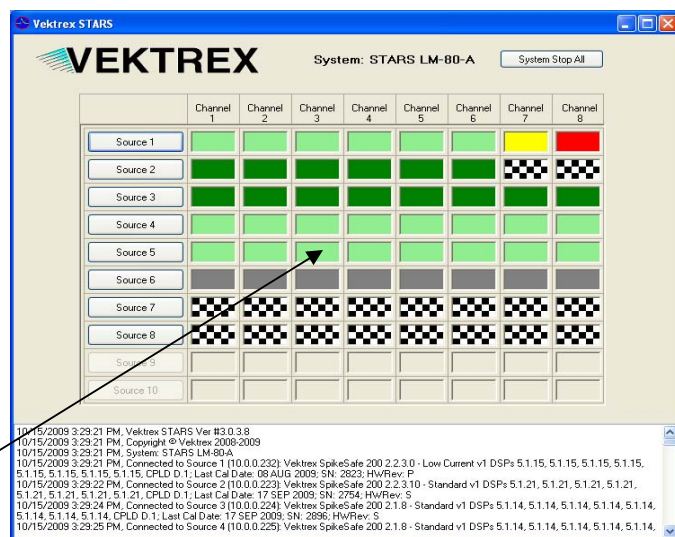 Vektrex STARS
VEKTREX
System: STARS LM-80-A
System Stop All
Channel 1 Channel 2 Channel 3 Channel 4 Channel 5 Channel 6 Channel 7 Channel 8
Source 1
Source 2
Source 3
Source 4
Source 5
Source 6
Source 7
Source 8
Source 9
Source 10
10/15/2009 3:29:21 PM, Vektrex STARS Ver #3.0.3.8
10/15/2009 3:29:21 PM, Copyright © Vektrex 2008-2009
10/15/2009 3:29:21 PM, System: STARS LM-80-A
10/15/2009 3:29:21 PM, Connected to Source 1 (10.0.0.232): Vektrex SpikeSafe 200 2.2.3.0 - Low Current v1 DSPs 5.1.15, 5.1.15, 5.1.15,
5.1.15, 5.1.15, 5.1.15, 5.1.15, 5.1.15, CPLD D.1; Last Cal Date: 08 AUG 2009; SN: 2823; HWRev: P
10/15/2009 3:29:22 PM, Connected to Source 2 (10.0.0.223): Vektrex SpikeSafe 200 2.2.3.10 - Standard v1 DSPs 5.1.21, 5.1.21, 5.1.21, 5.1.21,
5.1.21, 5.1.21, 5.1.21, 5.1.21, CPLD D.1; Last Cal Date: 17 SEP 2009; SN: 2754; HWRev: S
10/15/2009 3:29:24 PM, Connected to Source 3 (10.0.0.224): Vektrex SpikeSafe 200 2.1.8 - Standard v1 DSPs 5.1.14, 5.1.14, 5.1.14, 5.1.14, 5.1.14,
5.1.14, 5.1.14, 5.1.14, CPLD D.1; Last Cal Date: 17 SEP 2009; SN: 2896; HWRev: S
10/15/2009 3:29:25 PM, Connected to Source 4 (10.0.0.225): Vektrex SpikeSafe 200 2.1.8 - Standard v1 DSPs 5.1.14, 5.1.14, 5.1.14, 5.1.14, 5.1.14,